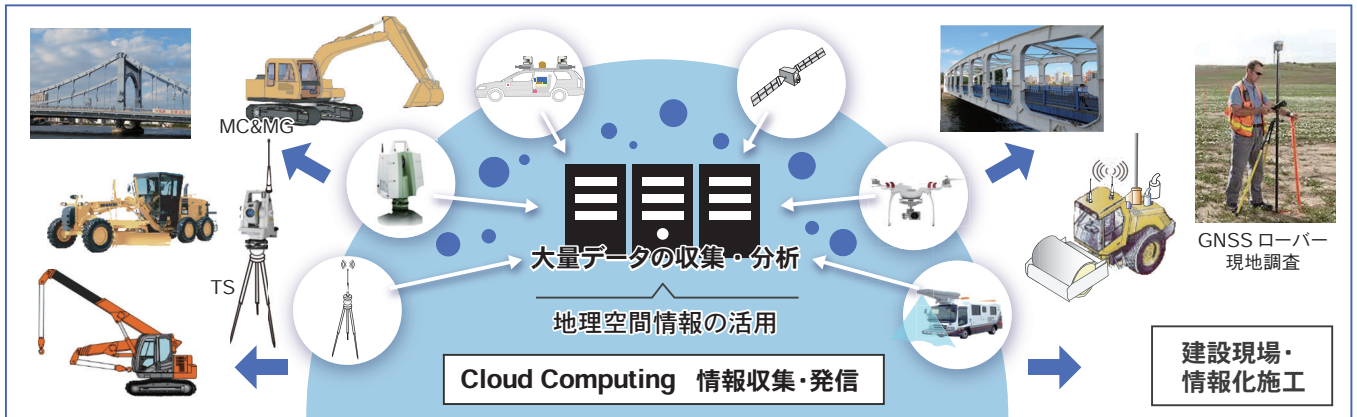 MC&MG
TS
大量データの収集・分析
地理空間情報の活用
Cloud Computing 情報収集・発信
GNSS ローバー
現地調査
建設現場・
情報化施工